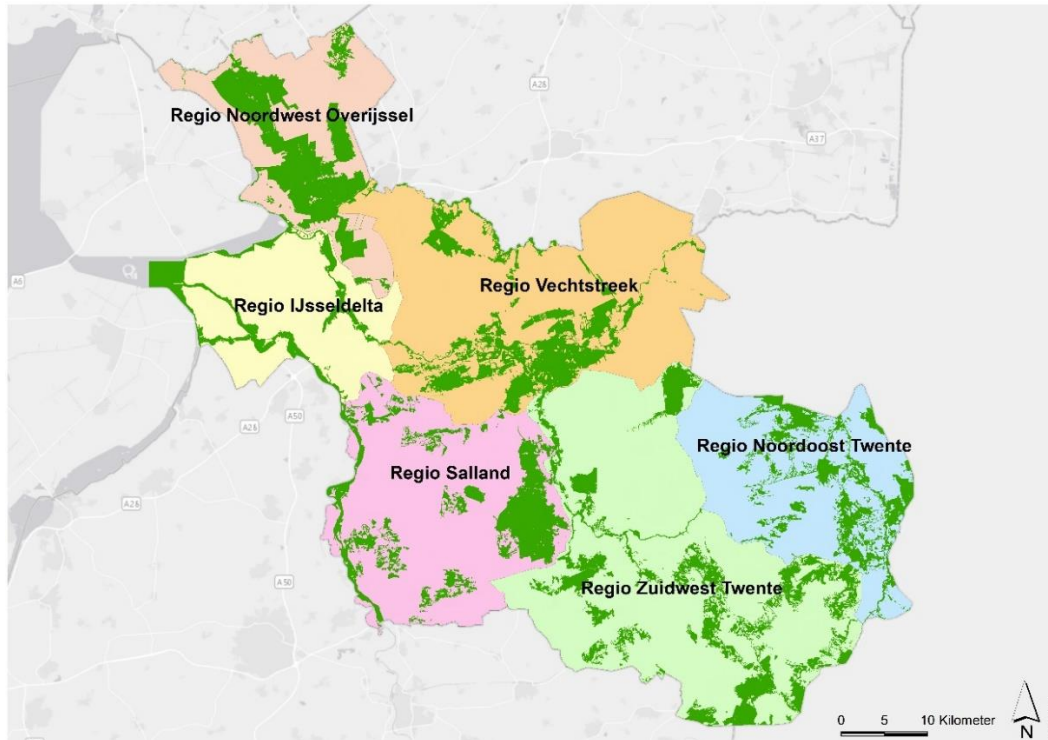 A28
Regio Noordwest Overijssel
A37
A6
Regio Vechtstreek
Regio IJsseldelta
A50
A28
Regio Noordoost Twente
Regio Salland
A28
A50
Regio Zuidwest Twente
0 5 10 Kilometer
N